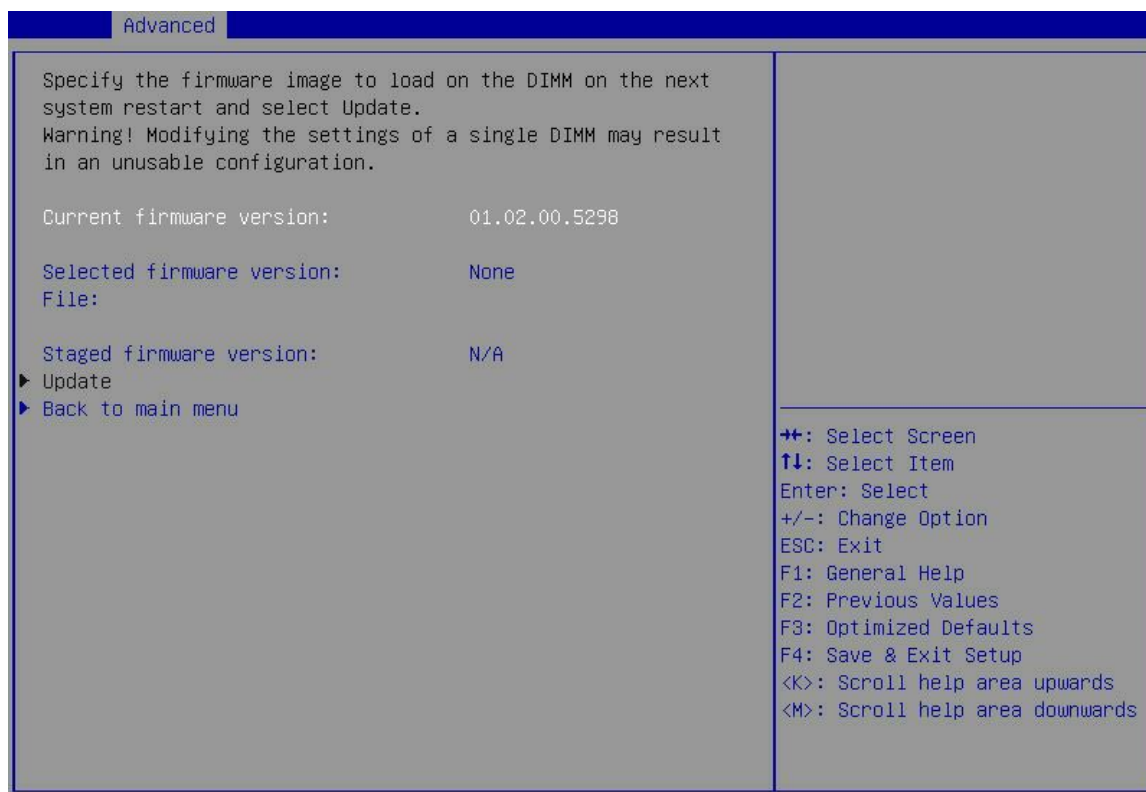 Advanced
Specify the firmware image to load on the DIMM on the next
system restart and select Update.
Warning! Modifying the settings of a single DIMM may result
in an unusable configuration.
Current firmware version: 01.02.00.5298
Selected firmware version: None
File:
Staged firmware version: N/A
Update
Back to main menu
→←: Select Screen
↑↓: Select Item
Enter: Select
+/-: Change Option
ESC: Exit
F1: General Help
F2: Previous Values
F3: Optimized Defaults
F4: Save & Exit Setup
<K>: Scroll help area upwards
<M>: Scroll help area downwards